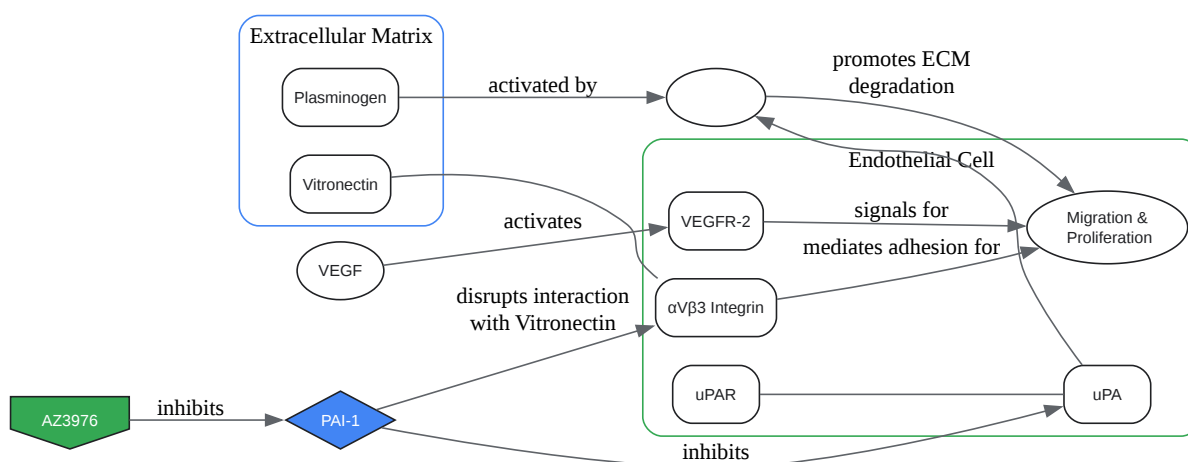 Extracellular Matrix
Plasminogen
activated by
promotes ECM
degradation
Vitronectin
Endothelial Cell
VEGF
activates
VEGFR-2
signals for
Migration &
Proliferation
mediates adhesion for
disrupts interaction
with Vitronectin
αVβ3 Integrin
AZ3976
inhibits
PAI-1
uPAR
uPA
inhibits